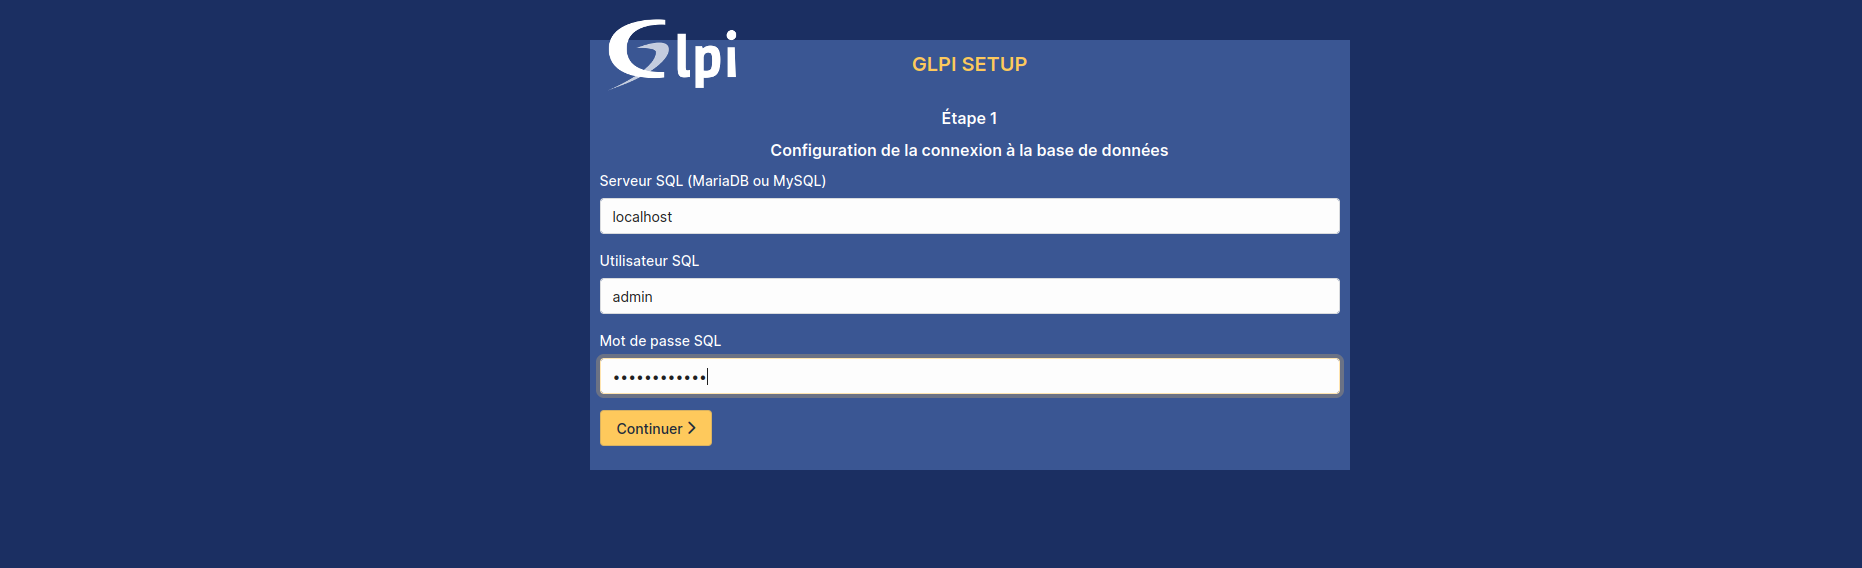 Glpi
GLPI SETUP
Étape 1
Configuration de la connexion à la base de données
Serveur SQL (MariaDB ou MySQL)
localhost
Utilisateur SQL
admin
Mot de passe SQL
••••••••••••
Continuer